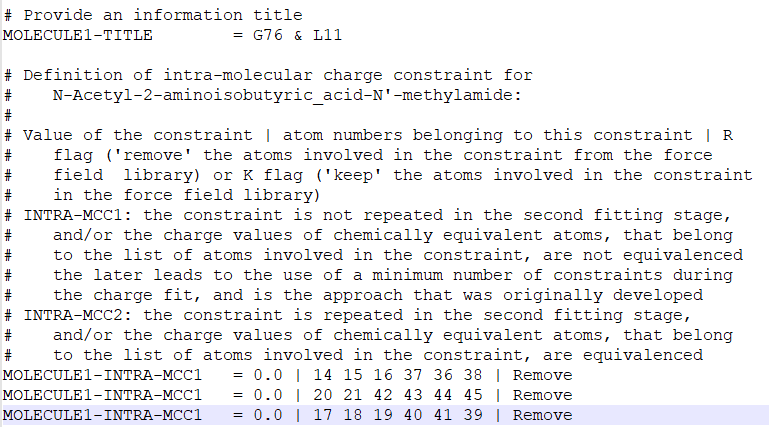 # Provide an information title
MOLECULE1-TITLE        = G76 & L11
# Definition of intra-molecular charge constraint for
#    N-Acetyl-2-aminoisobutyric_acid-N'-methylamide:
#
# Value of the constraint | atom numbers belonging to this constraint | R
#    flag ('remove' the atoms involved in the constraint from the force
#    field  library) or K flag ('keep' the atoms involved in the constraint
#    in the force field library)
# INTRA-MCC1: the constraint is not repeated in the second fitting stage,
#    and/or the charge values of chemically equivalent atoms, that belong
#    to the list of atoms involved in the constraint, are not equivalenced
#    the later leads to the use of a minimum number of constraints during
#    the charge fit, and is the approach that was originally developed
# INTRA-MCC2: the constraint is repeated in the second fitting stage,
#    and/or the charge values of chemically equivalent atoms, that belong
#    to the list of atoms involved in the constraint, are equivalenced
MOLECULE1-INTRA-MCC1   = 0.0 | 14 15 16 37 36 38 | Remove
MOLECULE1-INTRA-MCC1   = 0.0 | 20 21 42 43 44 45 | Remove
MOLECULE1-INTRA-MCC1   = 0.0 | 17 18 19 40 41 39 | Remove